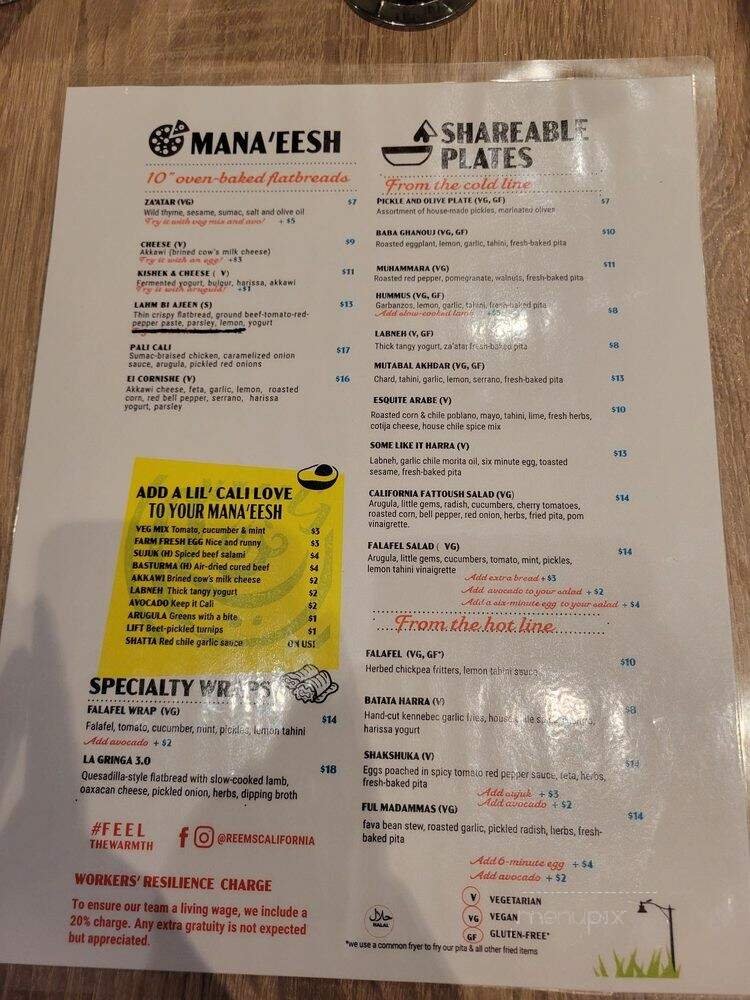 MANA'EESH
10" oven-baked flatbreads
ZA'ATAR (VG) $7
Wild thyme, sesame, sumac, salt and olive oil
Try it with veg mix and avo! + $5
CHEESE (V) $9
Akkawi (brined cow's milk cheese)
Try it with an egg! +$3
KISHEK & CHEESE ( V) $11
Fermented yogurt, bulgur, harissa, akkawi
Try it with arugula! +$1
LAHM BI AJEEN (S) $13
Thin crispy flatbread, ground beef-tomato-red-
pepper paste, parsley, lemon, yogurt
PALI CALI $17
Sumac-braised chicken, caramelized onion
sauce, arugula, pickled red onions
El CORNISHE (V) $16
Akkawi cheese, feta, garlic, lemon, roasted
corn, red bell pepper, serrano, harissa
yogurt, parsley
ADD A LIL' CALI LOVE
TO YOUR MANA'EESH
VEG MIX Tomato, cucumber & mint $3
FARM FRESH EGG Nice and runny $3
SUJUK (H) Spiced beef salami $4
BASTURMA (H) Air-dried cured beef $4
AKKAWI Brined cow's milk cheese $2
LABNEH Thick tangy yogurt $2
AVOCADO Keep it Cali $2
ARUGULA Greens with a bite $1
LIFT Beet-pickled turnips $1
SHATTA Red chile garlic sauce ON US!
SPECIALTY WRAPS
FALAFEL WRAP (VG) $14
Falafel, tomato, cucumber, mint, pickles, lemon tahini
Add avocado + $2
LA GRINGA 3.0 $18
Quesadilla-style flatbread with slow-cooked lamb,
oaxacan cheese, pickled onion, herbs, dipping broth
#FEEL
THEWARMTH
@REEMSCALIFORNIA
WORKERS' RESILIENCE CHARGE
To ensure our team a living wage, we include a
20% charge. Any extra gratuity is not expected
but appreciated.
SHAREABLE
PLATES
From the cold line
PICKLE AND OLIVE PLATE (VG, GF) $7
Assortment of house-made pickles, marinated olives
BABA GHANOUJ (VG, GF) $10
Roasted eggplant, lemon, garlic, tahini, fresh-baked pita
MUHAMMARA (VG) $11
Roasted red pepper, pomegranate, walnuts, fresh-baked pita
HUMMUS (VG, GF) $8
Garbanzos, lemon, garlic, tahini, fresh-baked pita
Add slow-cooked lamb +$5
LABNEH (V, GF) $8
Thick tangy yogurt, za'atar, fresh-baked pita
MUTABAL AKHDAR (VG, GF) $13
Chard, tahini, garlic, lemon, serrano, fresh-baked pita
ESQUITE ARABE (V) $10
Roasted corn & chile poblano, mayo, tahini, lime, fresh herbs,
cotija cheese, house chile spice mix
SOME LIKE IT HARRA (V) $13
Labneh, garlic chile morita oil, six minute egg, toasted
sesame, fresh-baked pita
CALIFORNIA FATTOUSH SALAD (VG) $14
Arugula, little gems, radish, cucumbers, cherry tomatoes,
roasted corn, bell pepper, red onion, herbs, fried pita, pom
vinaigrette.
FALAFEL SALAD ( VG) $14
Arugula, little gems, cucumbers, tomato, mint, pickles,
lemon tahini vinaigrette
Add extra bread + $3
Add avocado to your salad + $2
Add a six-minute egg to your salad + $4
From the hot line
FALAFEL (VG, GF*) $10
Herbed chickpea fritters, lemon tahini sauce
BATATA HARRA (V) $8
Hand-cut kennebec garlic fries, house
harissa yogurt
SHAKSHUKA (V) $14
Eggs poached in spicy tomato red pepper sauce, feta, herbs,
fresh-baked pita
Add sujuk + $3
Add avocado + $2
FUL MADAMMAS (VG) $14
fava bean stew, roasted garlic, pickled radish, herbs, fresh-
baked pita
Add 6-minute egg + $4
Add avocado + $2
V VEGETARIAN
VG VEGAN
GF GLUTEN-FREE*
حلال
HALAL
*we use a common fryer to fry our pita & all other fried items
menupix